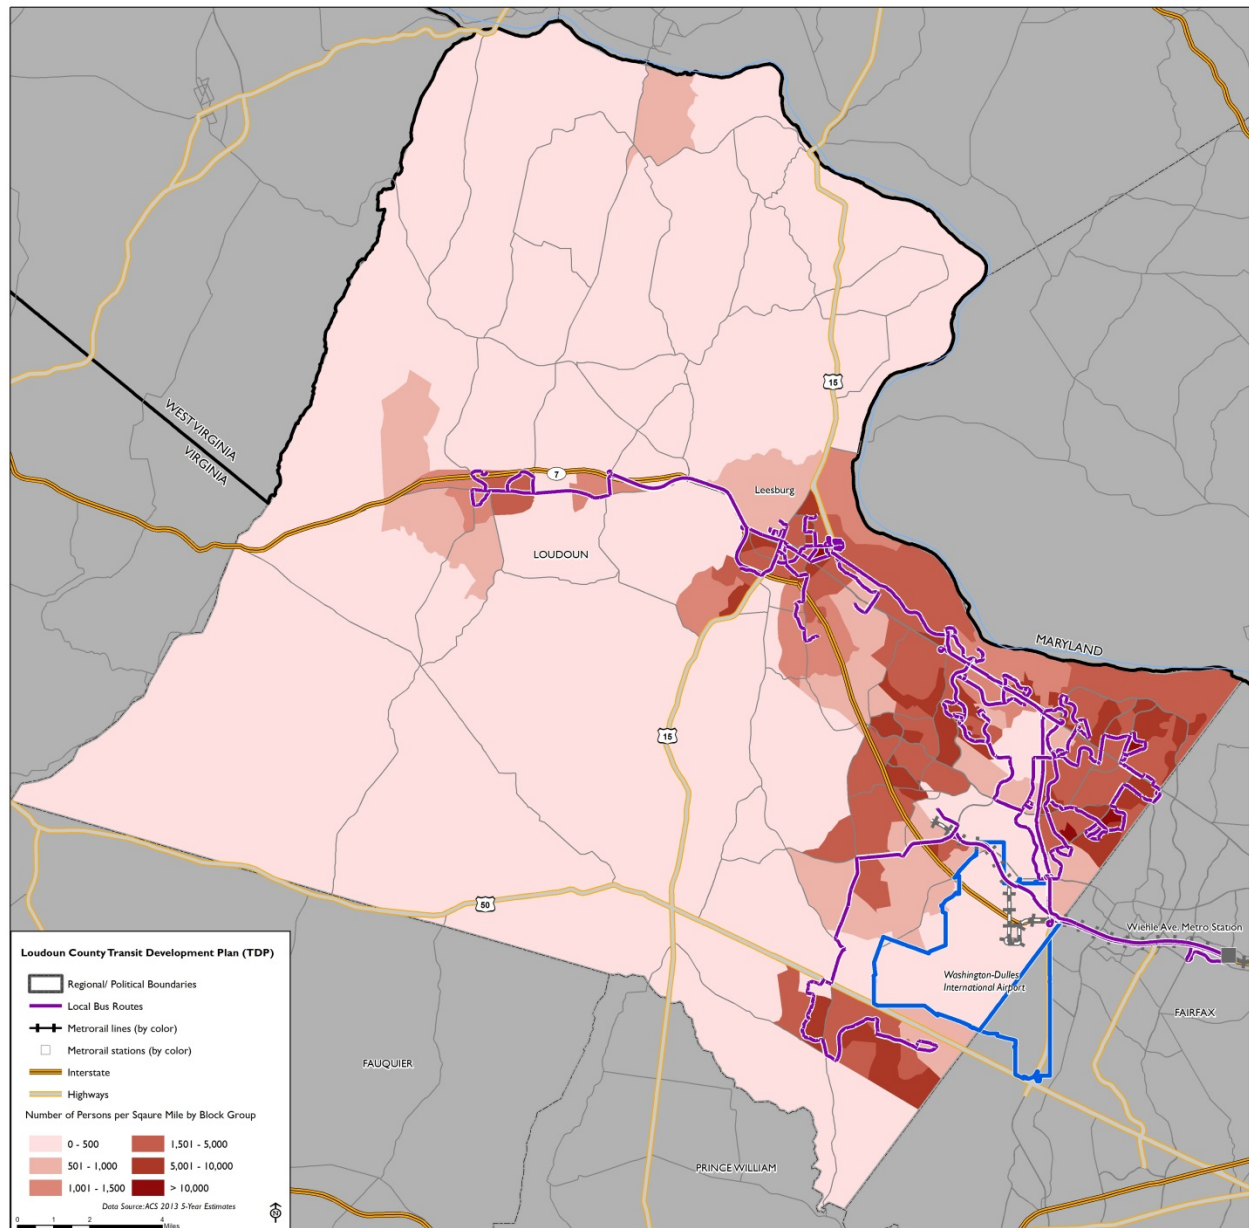 15
WEST VIRGINIA
VIRGINIA
7
Leesburg
LOUDOUN
MARYLAND
15
50
Wiehle Ave. Metro Station
Washington-Dulles
International Airport
FAIRFAX
FAUQUIER
PRINCE WILLIAM
Loudoun County Transit Development Plan (TDP)
Regional/ Political Boundaries
Local Bus Routes
Metrorail lines (by color)
Metrorail stations (by color)
Interstate
Highways
Number of Persons per Sqaure Mile by Block Group
0 - 500
1,501 - 5,000
501 - 1,000
5,001 - 10,000
1,001 - 1,500
> 10,000
Data Source: ACS 2013 5-Year Estimates
N
0 1 2 4
Miles